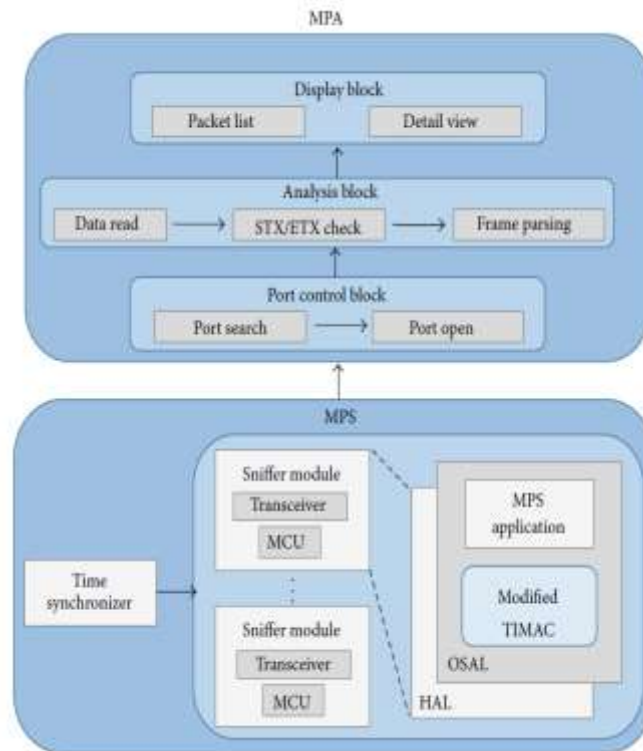 MPA
Display block
Packet list
Detail view
Analysis block
Data read
STX/ETX check
Frame parsing
Port control block
Port search
Port open
MPS
Sniffer module
Transceiver
MCU
MPS
application
Time
synchronizer
Modified
TIMAC
Sniffer module
Transceiver
MCU
OSAL
HAL